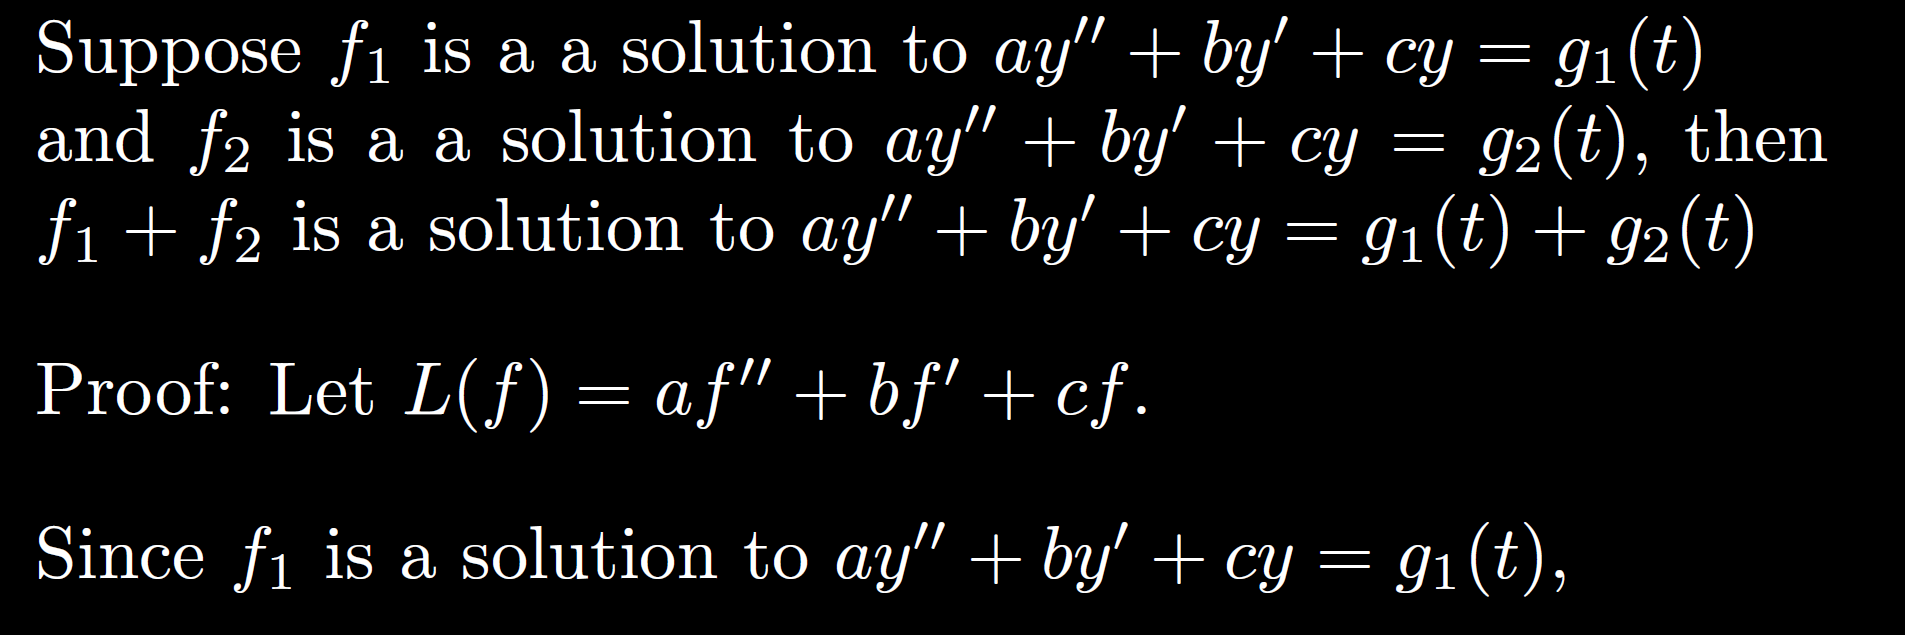 Suppose f₁ is a a solution to ay″ + by′ + cy = g₁(t)
and f₂ is a a solution to ay″ + by′ + cy = g₂(t), then
f₁ + f₂ is a solution to ay″ + by′ + cy = g₁(t) + g₂(t)
Proof: Let L(f) = af″ + bf′ + cf.
Since f₁ is a solution to ay″ + by′ + cy = g₁(t),